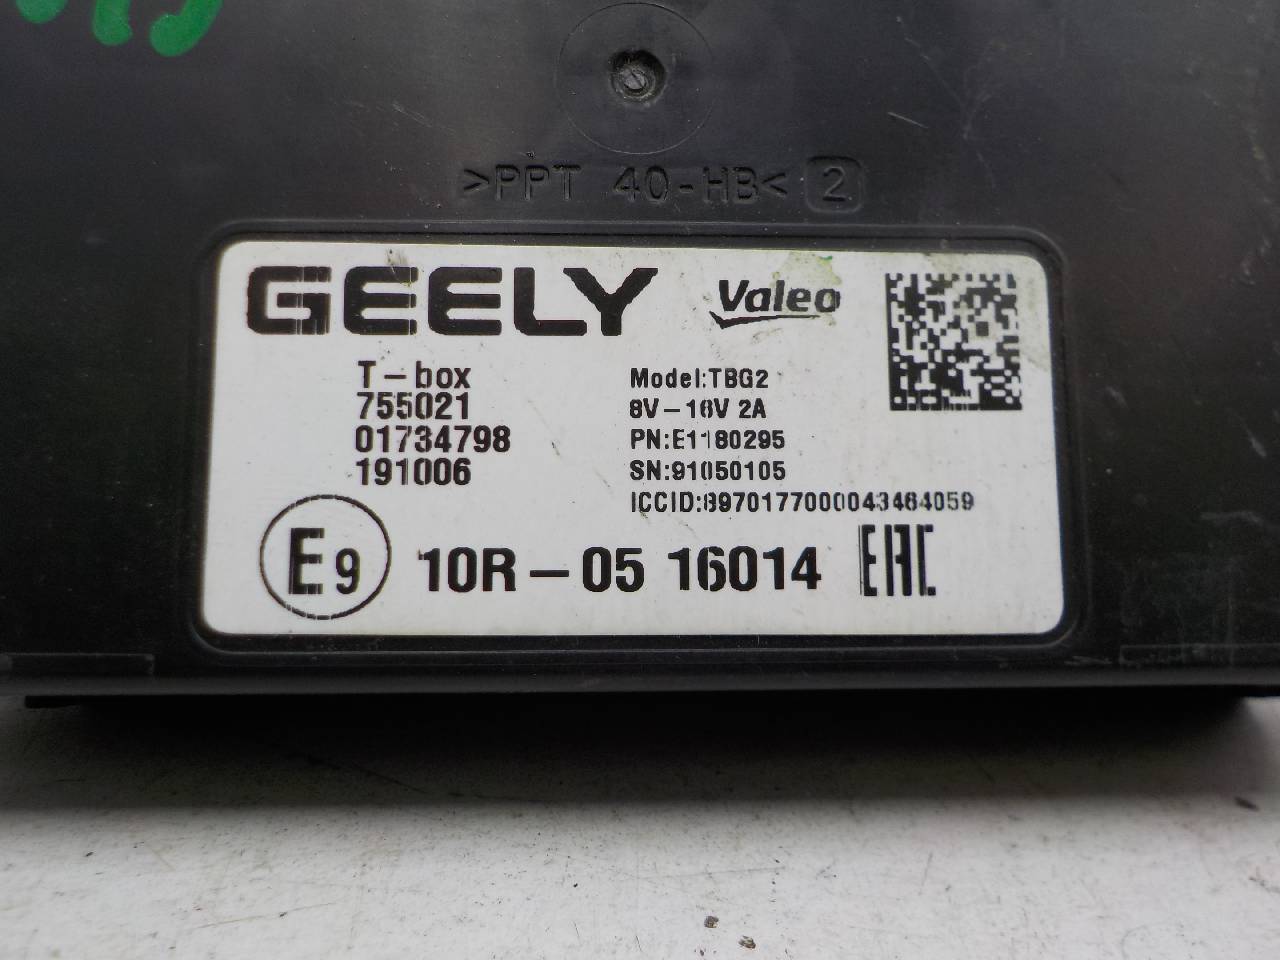 >PPT 40-HB< 2
GEELY Valeo
T-box
755021
01734798
191006
Model:TBG2
8V-16V 2A
PN:E1180295
SN:91050105
ICCID:8970177000043464059
E9 10R-05 16014 EAC